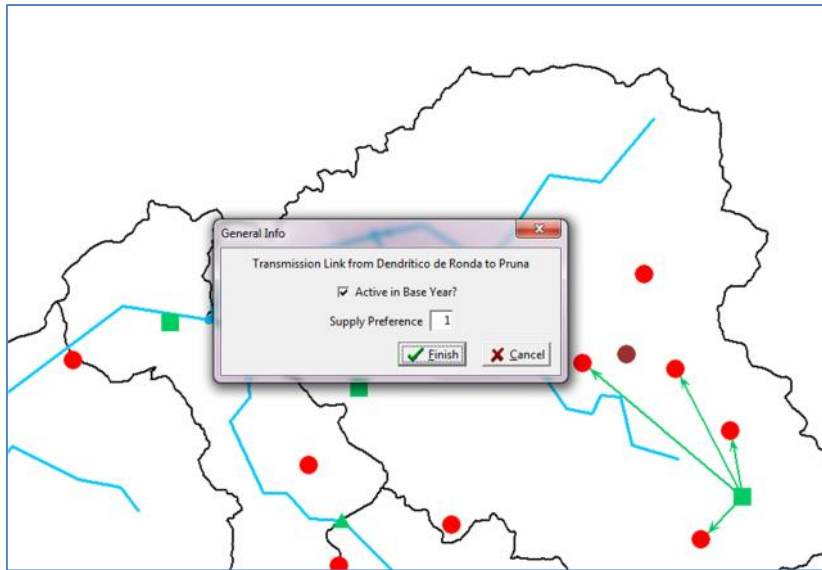 General Info
Transmission Link from Dendrítico de Ronda to Pruna
Active in Base Year?
Supply Preference 1
Finish Cancel